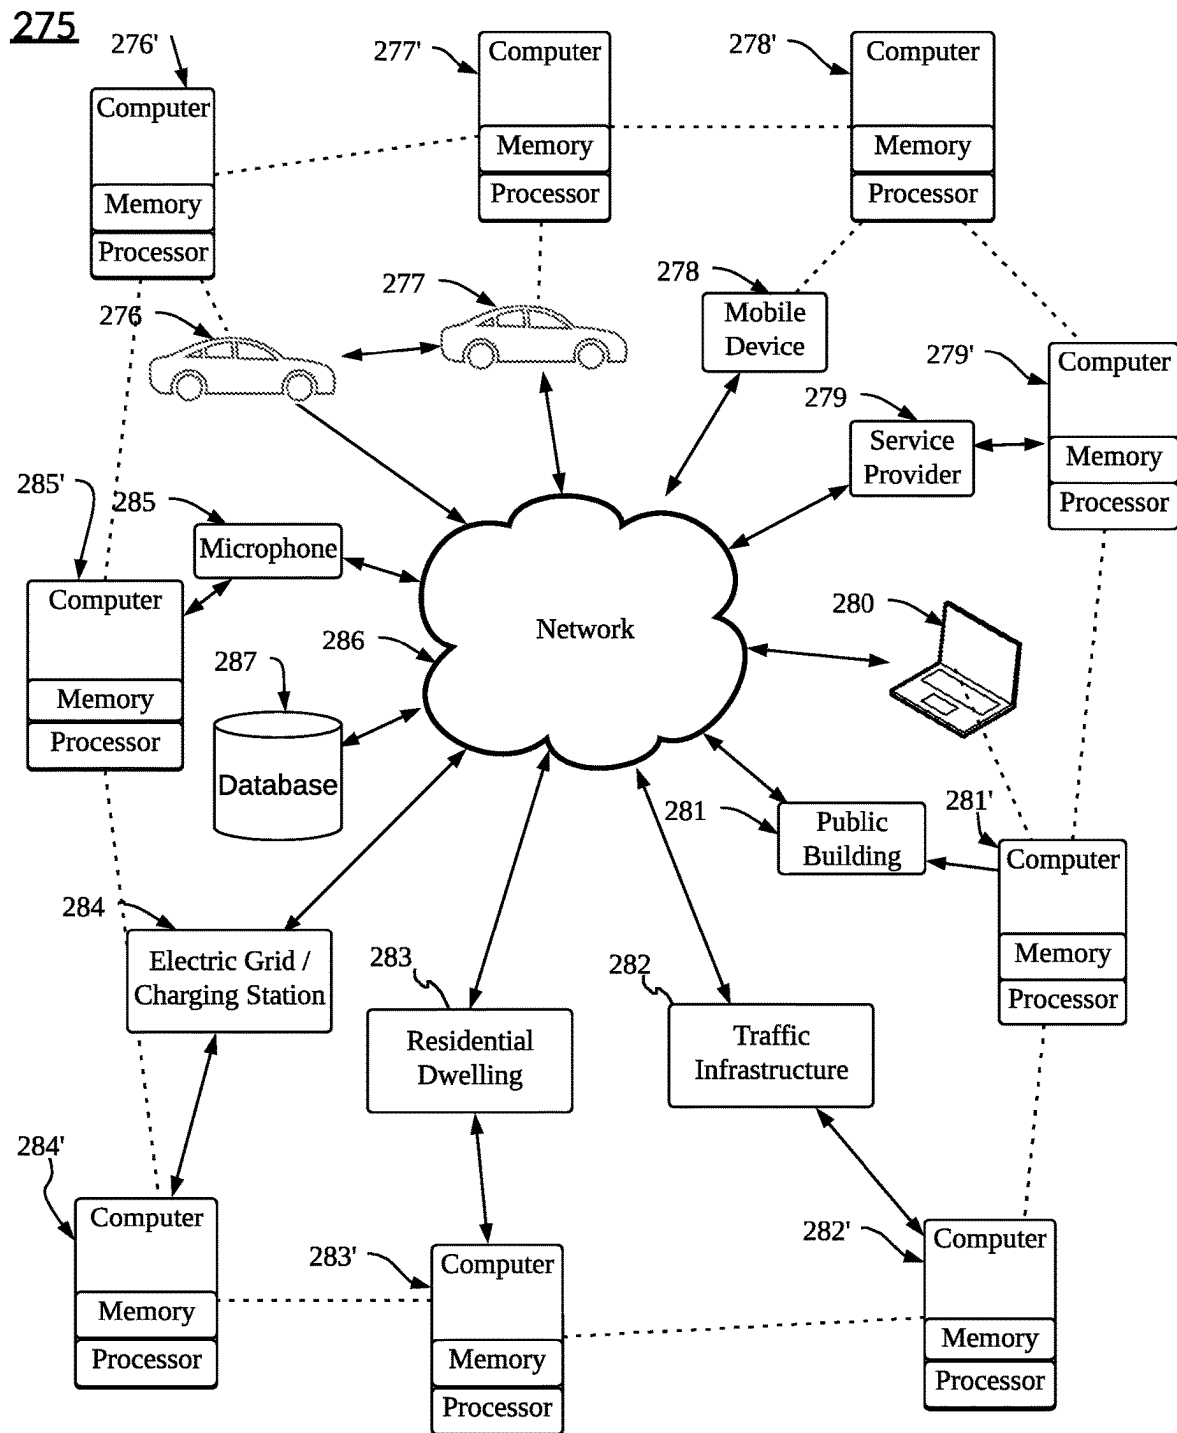 275
276'
Computer
Memory
Processor
277'
Computer
Memory
Processor
278'
Computer
Memory
Processor
276
277
278
Mobile
Device
279'
Computer
Memory
Processor
279
Service
Provider
285'
285
Microphone
Computer
Memory
Processor
286
Network
280
287
Database
281
Public
Building
281'
Computer
Memory
Processor
284
Electric Grid /
Charging Station
283
Residential
Dwelling
282
Traffic
Infrastructure
284'
Computer
Memory
Processor
283'
Computer
Memory
Processor
282'
Computer
Memory
Processor